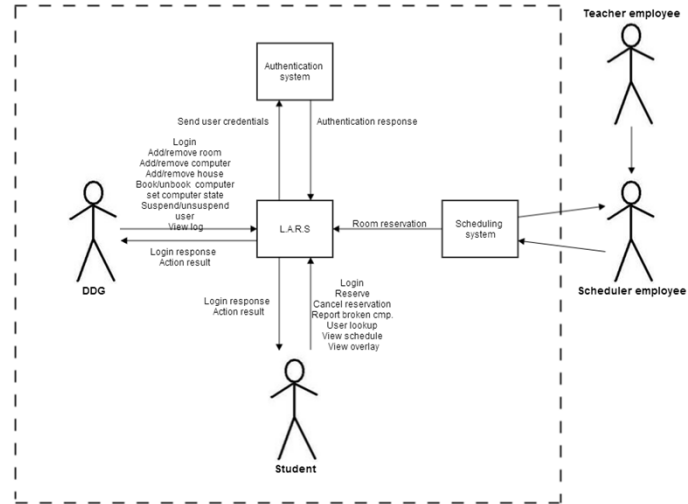 Teacher employee
Authentication
system
Send user credentials
Authentication response
Login
Add/remove room
Add/remove computer
Add/remove house
Book/unbook computer
set computer state
Suspend/unsuspend
user
View log
L.A.R.S
Room reservation
Scheduling
system
Login response
Action result
DDG
Scheduler employee
Login response
Action result
Login
Reserve
Cancel reservation
Report broken cmp.
User lookup
View schedule
View overlay
Student